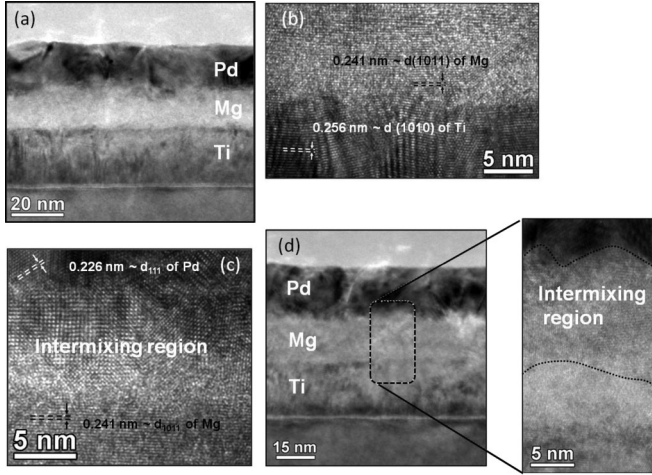 (a)
Pd
Mg
Ti
20 nm
(b)
0.241 nm ~ d(1011) of Mg
0.256 nm ~ d (1010) of Ti
5 nm
(c)
0.226 nm ~ d₁₁₁ of Pd
Intermixing region
0.241 nm ~ d₁₀₁₁ of Mg
5 nm
(d)
Pd
Mg
Ti
15 nm
Intermixing
region
5 nm